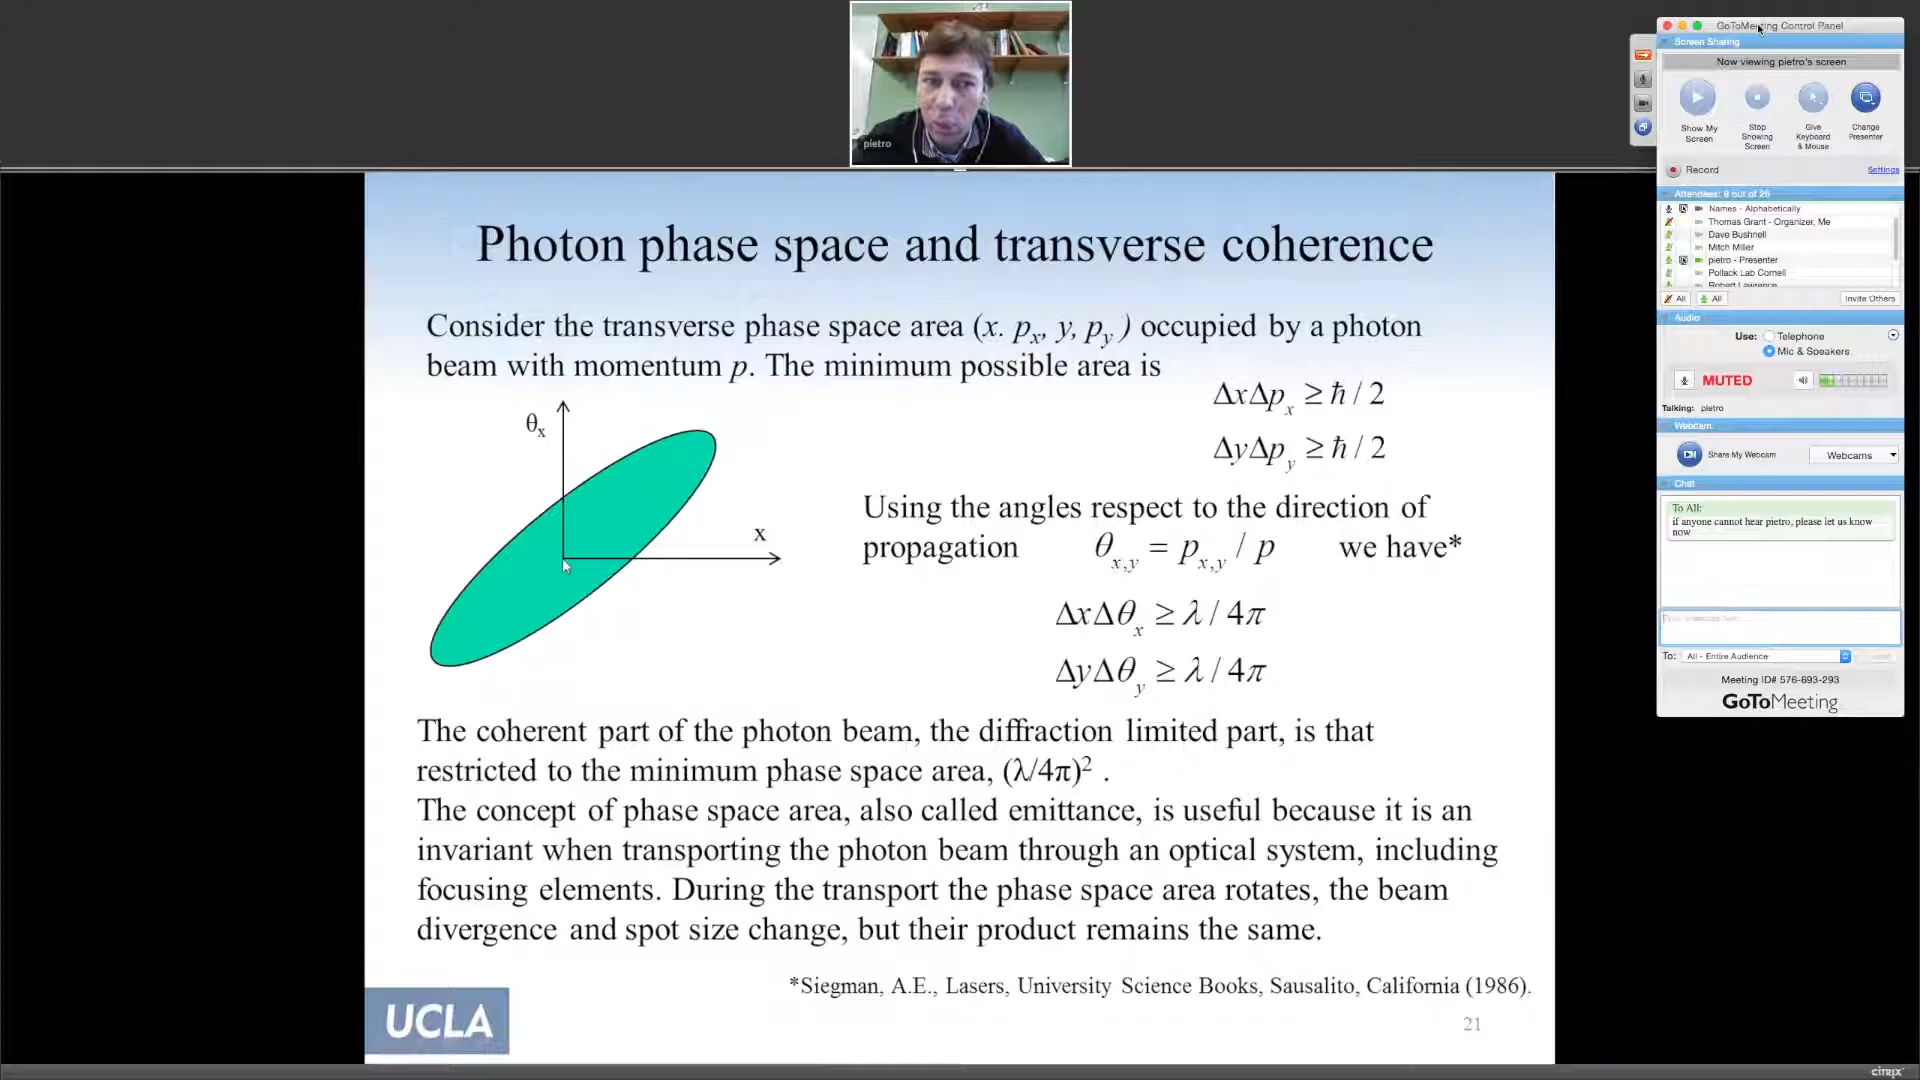 pietro
Photon phase space and transverse coherence
Consider the transverse phase space area (x. pₓ, y, p_y ) occupied by a photon
beam with momentum p. The minimum possible area is
ΔxΔpₓ ≥ ħ / 2
ΔyΔp_y ≥ ħ / 2
θₓ
x
Using the angles respect to the direction of
propagation θ_x,y = p_x,y / p we have*
ΔxΔθₓ ≥ λ / 4π
ΔyΔθ_y ≥ λ / 4π
The coherent part of the photon beam, the diffraction limited part, is that
restricted to the minimum phase space area, (λ/4π)² .
The concept of phase space area, also called emittance, is useful because it is an
invariant when transporting the photon beam through an optical system, including
focusing elements. During the transport the phase space area rotates, the beam
divergence and spot size change, but their product remains the same.
*Siegman, A.E., Lasers, University Science Books, Sausalito, California (1986).
UCLA
21
GoToMeeting Control Panel
Screen Sharing
Now viewing pietro's screen
Show My Screen
Stop Showing Screen
Give Keyboard & Mouse
Change Presenter
Record
Settings
Attendees: 9 out of 26
Names - Alphabetically
Thomas Grant - Organizer, Me
Dave Bushnell
Mitch Miller
pietro - Presenter
Pollack Lab Cornell
Robert Lawrence
All
All
Invite Others
Audio
Use: Telephone
Mic & Speakers
MUTED
Talking: pietro
Webcam
Share My Webcam
Webcams
Chat
To All:
if anyone cannot hear pietro, please let us know
now
To: All - Entire Audience
Meeting ID# 576-693-293
GoToMeeting
CITRIX